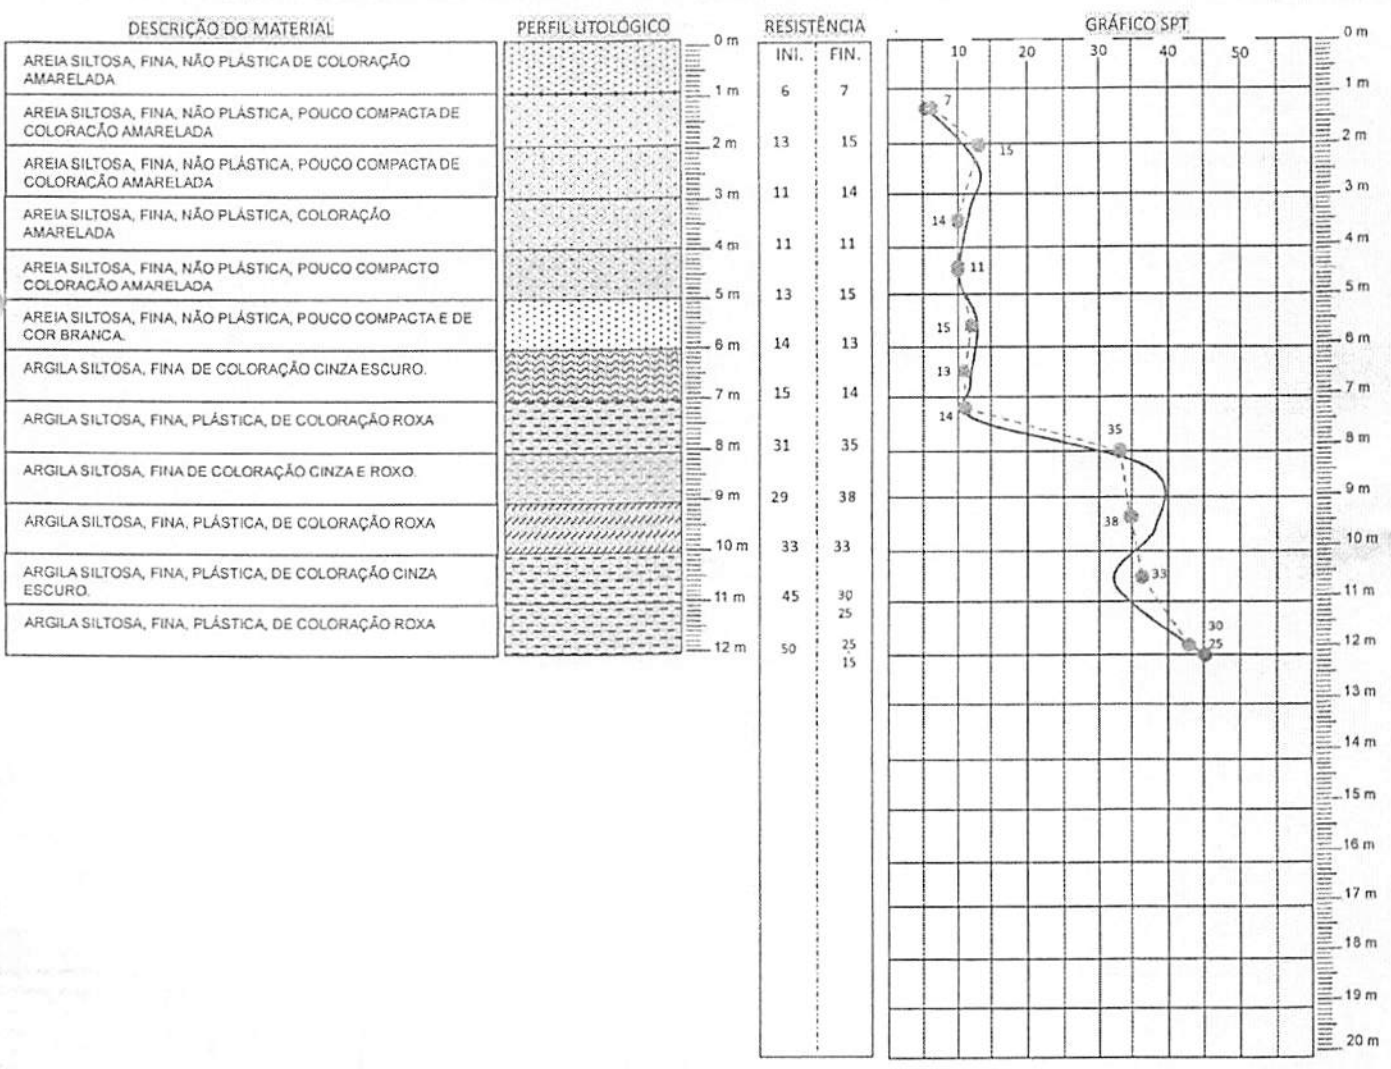 DESCRIÇÃO DO MATERIAL
PERFIL LITOLÓGICO
RESISTÊNCIA
GRÁFICO SPT
INI. FIN.
10 20 30 40 50
AREIA SILTOSA, FINA, NÃO PLÁSTICA DE COLORAÇÃO
AMARELADA
AREIA SILTOSA, FINA, NÃO PLÁSTICA, POUCO COMPACTA DE
COLORAÇÃO AMARELADA
AREIA SILTOSA, FINA, NÃO PLÁSTICA, POUCO COMPACTA DE
COLORAÇÃO AMARELADA
AREIA SILTOSA, FINA, NÃO PLÁSTICA, COLORAÇÃO
AMARELADA
AREIA SILTOSA, FINA, NÃO PLÁSTICA, POUCO COMPACTO
COLORAÇÃO AMARELADA
AREIA SILTOSA, FINA, NÃO PLÁSTICA, POUCO COMPACTA E DE
COR BRANCA.
ARGILA SILTOSA, FINA DE COLORAÇÃO CINZA ESCURO.
ARGILA SILTOSA, FINA, PLÁSTICA, DE COLORAÇÃO ROXA
ARGILA SILTOSA, FINA DE COLORAÇÃO CINZA E ROXO.
ARGILA SILTOSA, FINA, PLÁSTICA, DE COLORAÇÃO ROXA
ARGILA SILTOSA, FINA, PLÁSTICA, DE COLORAÇÃO CINZA
ESCURO.
ARGILA SILTOSA, FINA, PLÁSTICA, DE COLORAÇÃO ROXA
0 m
1 m
2 m
3 m
4 m
5 m
6 m
7 m
8 m
9 m
10 m
11 m
12 m
6 7
13 15
11 14
11 11
13 15
14 13
15 14
31 35
29 38
33 33
45 30
25
50 25
15
7
15
14
11
15
13
14
35
38
33
30
25
0 m
1 m
2 m
3 m
4 m
5 m
6 m
7 m
8 m
9 m
10 m
11 m
12 m
13 m
14 m
15 m
16 m
17 m
18 m
19 m
20 m